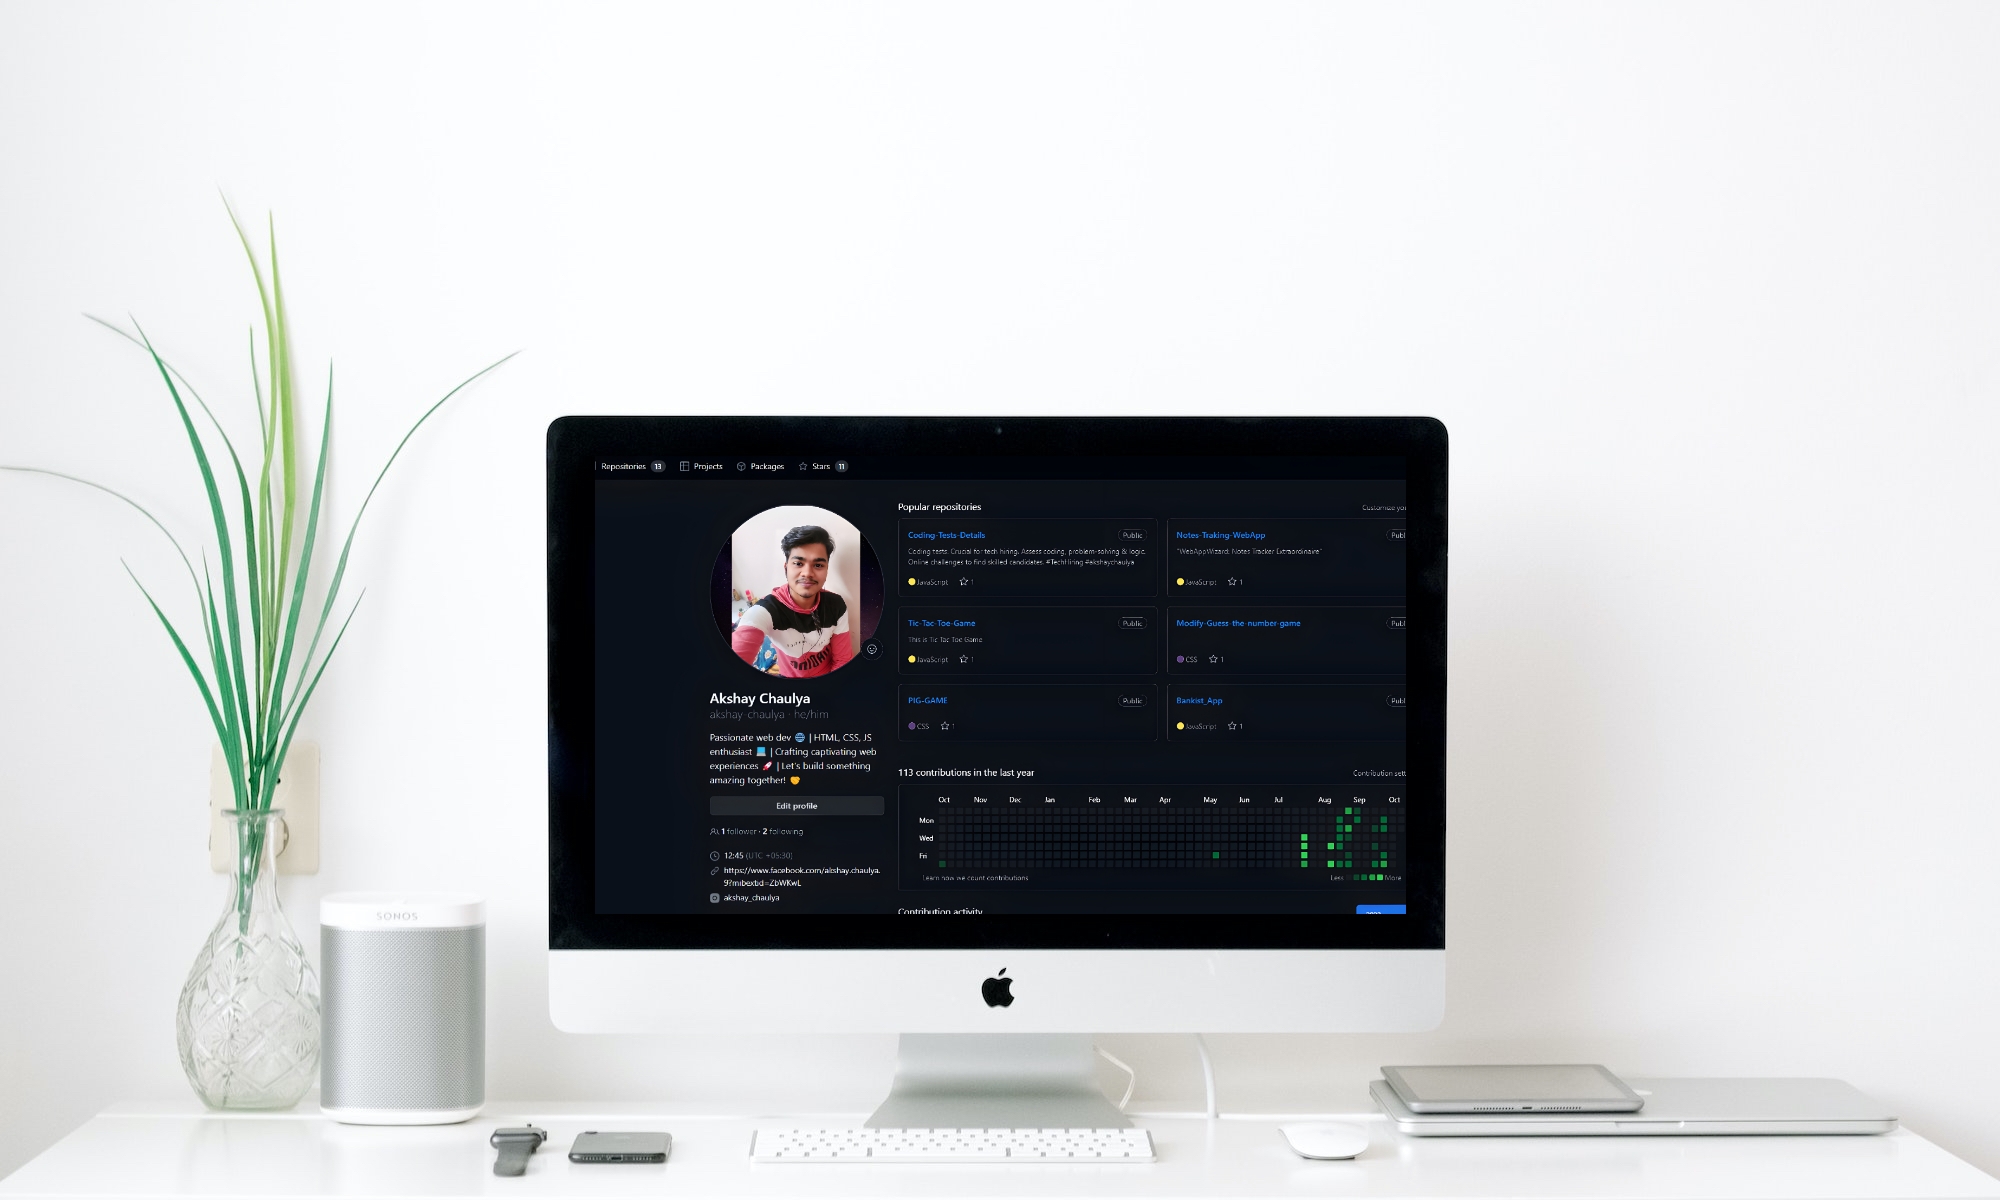 Repositories 13 Projects Packages Stars 11
Popular repositories
Customize you
Coding-Tests-Details Public
Coding tests. Crucial for tech hiring. Assess coding, problem-solving & logic.
Online challenges to find skilled candidates. #TechHiring #akshaychaulya
JavaScript 1
Notes-Traking-WebApp Publ
"WebAppWizard: Notes Tracker Extraordinaire"
JavaScript 1
Tic-Tac-Toe-Game Public
This is Tic Tac Toe Game
JavaScript 1
Modify-Guess-the-number-game Publ
CSS 1
PIG-GAME Public
CSS 1
Bankist_App Publ
JavaScript 1
Akshay Chaulya
akshay-chaulya · he/him
Passionate web dev 🌐 | HTML, CSS, JS
enthusiast 💻 | Crafting captivating web
experiences 🚀 | Let's build something
amazing together! 🧡
Edit profile
1 follower · 2 following
12:45 (UTC +05:30)
https://www.facebook.com/akshay.chaulya.
9?mibextid=ZbWKwL
akshay_chaulya
113 contributions in the last year
Contribution sett
Oct Nov Dec Jan Feb Mar Apr May Jun Jul Aug Sep Oct
Mon
Wed
Fri
Learn how we count contributions
Less More
Contribution activity
SONOS